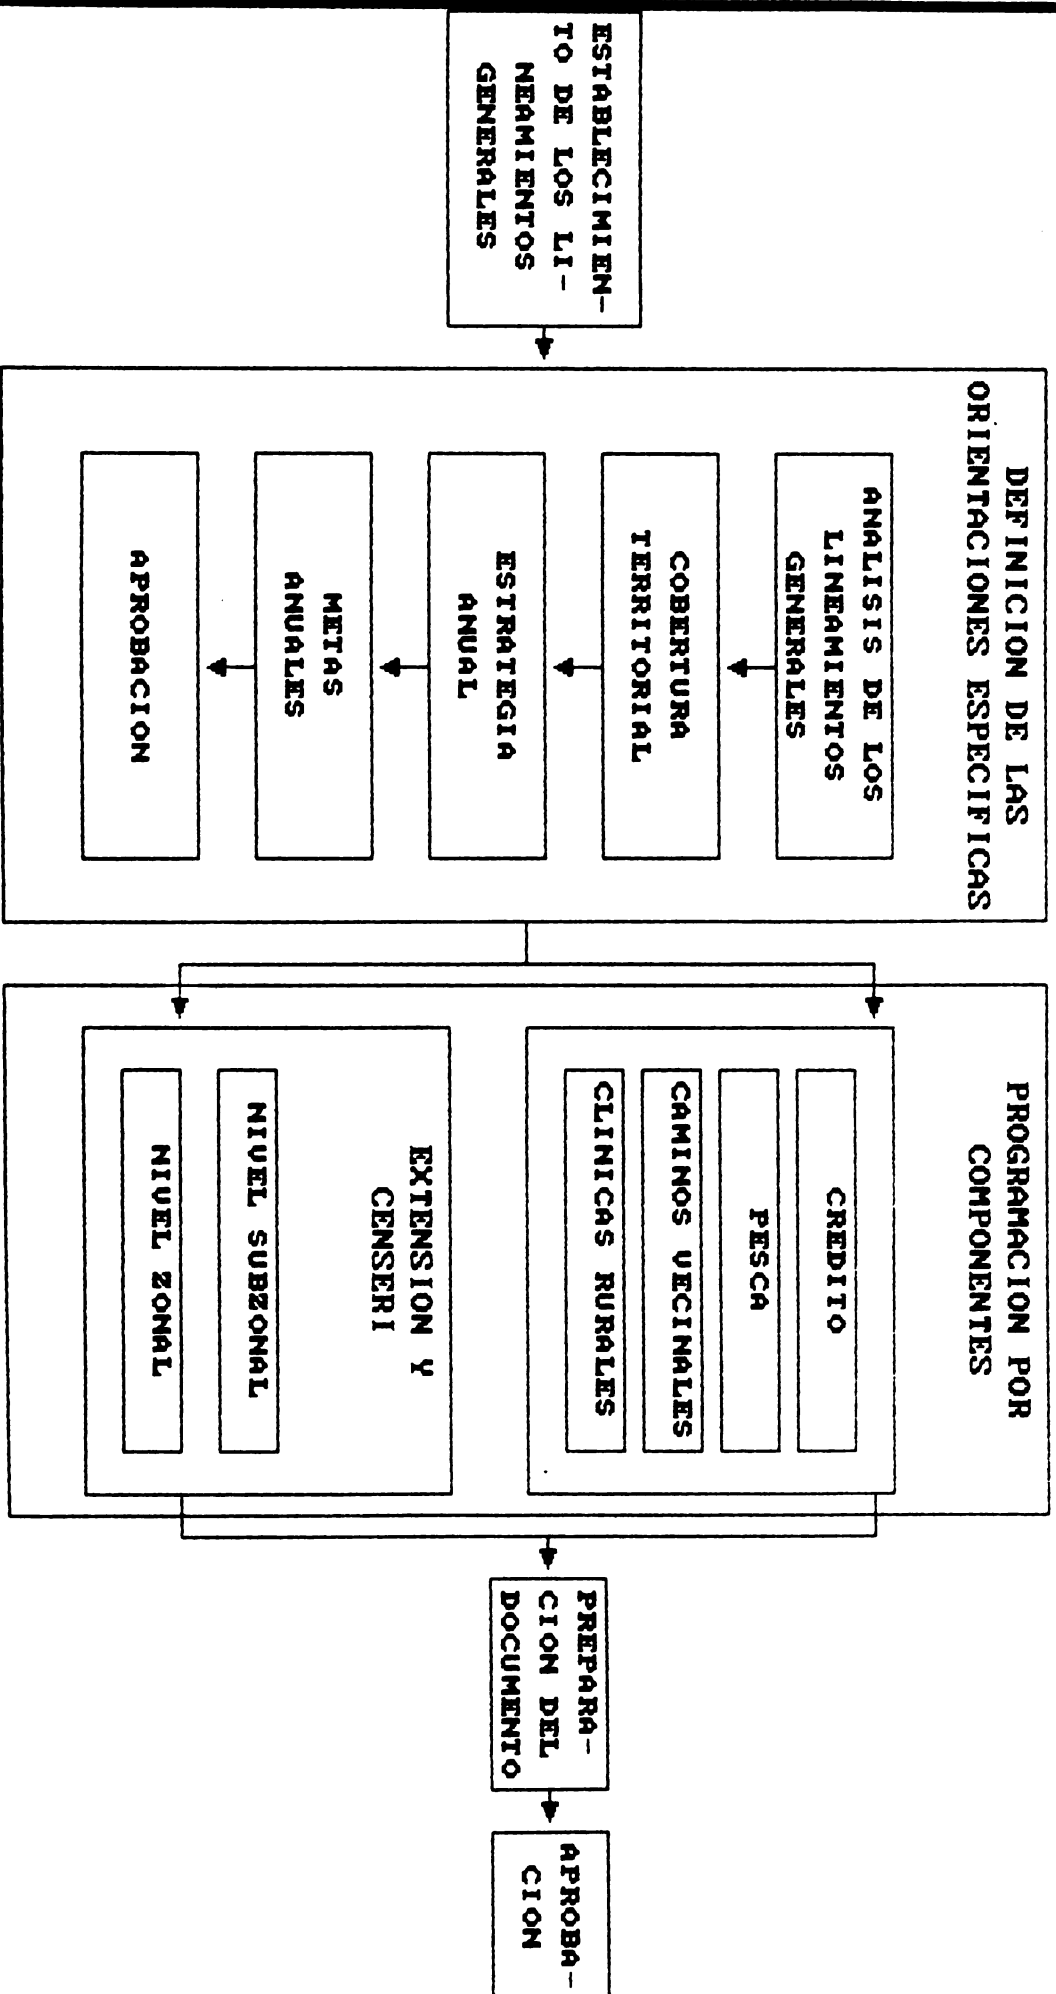 ESTABLECIMIEN-
TO DE LOS LI-
NEAMIENTOS
GENERALES
DEFINICION DE LAS
ORIENTACIONES ESPECIFICAS
ANALISIS DE LOS
LINEAMIENTOS
GENERALES
COBERTURA
TERRITORIAL
ESTRATEGIA
ANUAL
METAS
ANUALES
APROBACION
PROGRAMACION POR
COMPONENTES
CREDITO
PESCA
CAMINOS VECINALES
CLINICAS RURALES
EXTENSION Y
CENSERI
NIVEL SUBZONAL
NIVEL ZONAL
PREPARA-
CION DEL
DOCUMENTO
APROBA-
CION